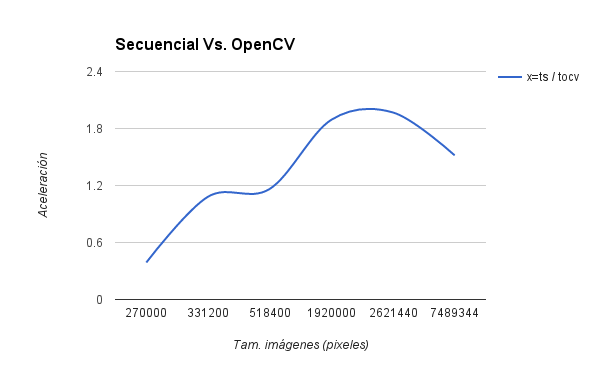 Secuencial Vs. OpenCV
2.4
x=ts / tocv
1.8
1.2
0.6
0
Aceleración
270000 331200 518400 1920000 2621440 7489344
Tam. imágenes (píxeles)